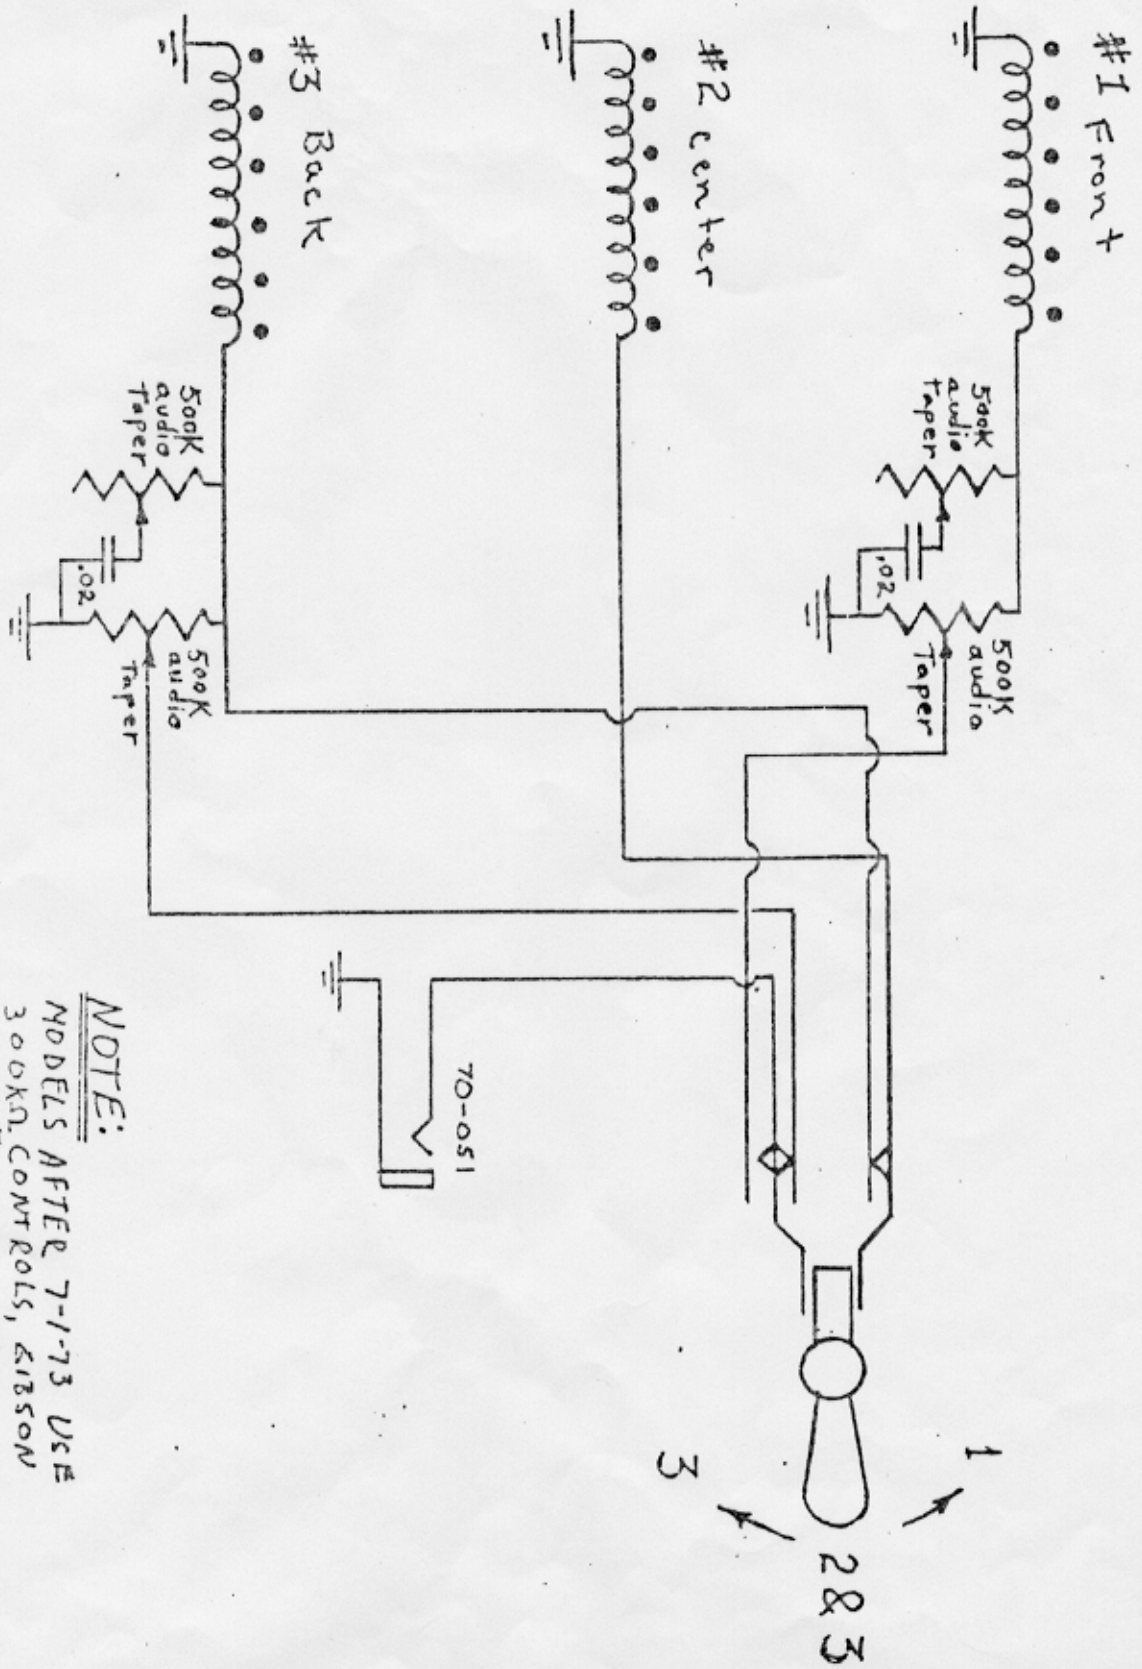 #1 Front
#2 center
#3 Back
500K
audio
taper
.02
500K
audio
Taper
500K
audio
Taper
.02
500K
audio
Taper
70-051
1
2&3
3
NOTE:
MODELS AFTER 7-1-73 USE
300KΩ CONTROLS, GIBSON